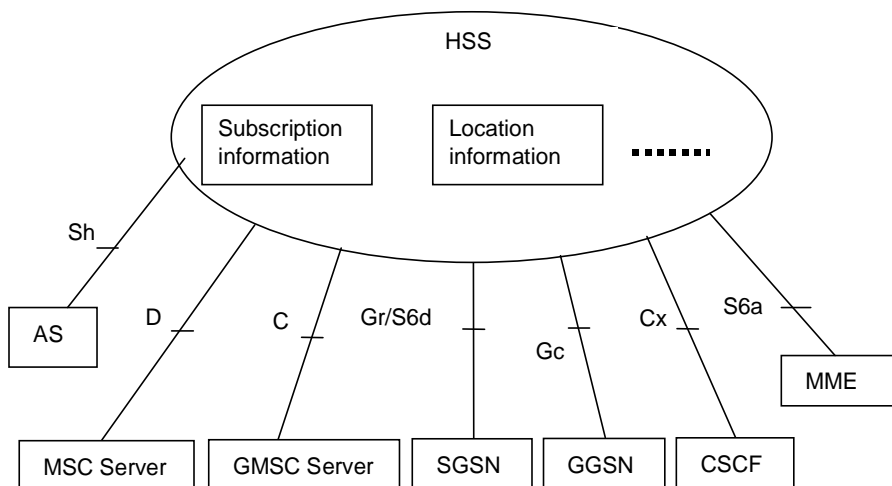 HSS
Subscription
information
Location
information
Sh
AS
D
C
Gr/S6d
Gc
Cx
S6a
MME
MSC Server
GMSC Server
SGSN
GGSN
CSCF